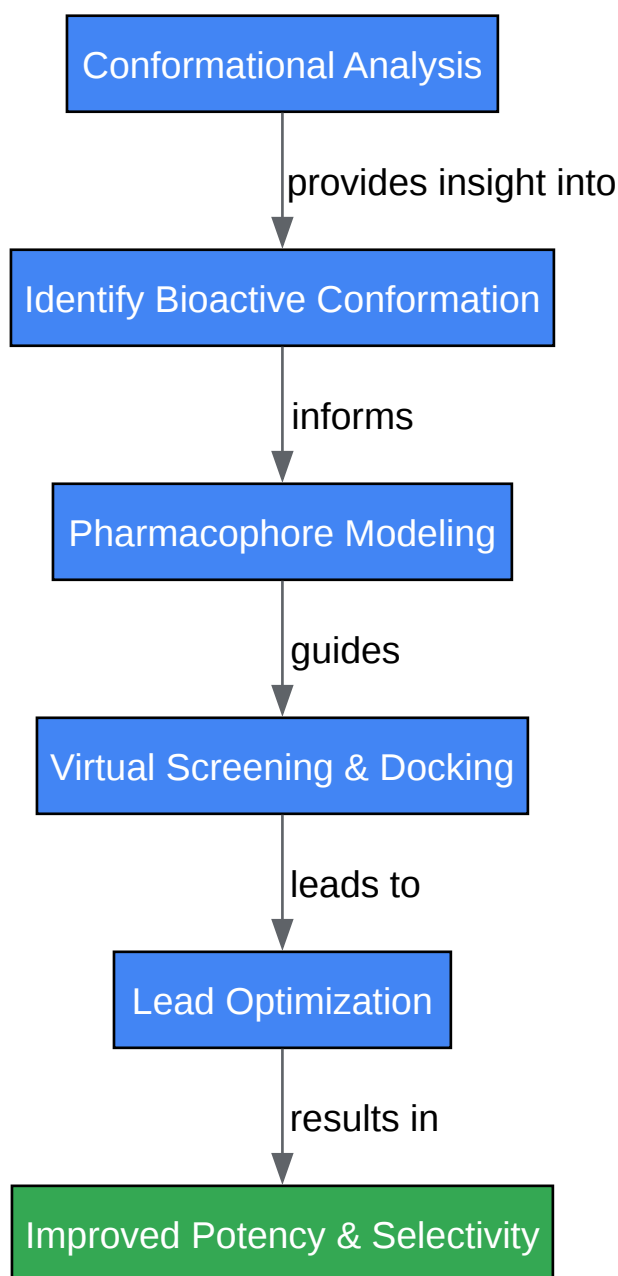 Conformational Analysis
provides insight into
Identify Bioactive Conformation
informs
Pharmacophore Modeling
guides
Virtual Screening & Docking
leads to
Lead Optimization
results in
Improved Potency & Selectivity